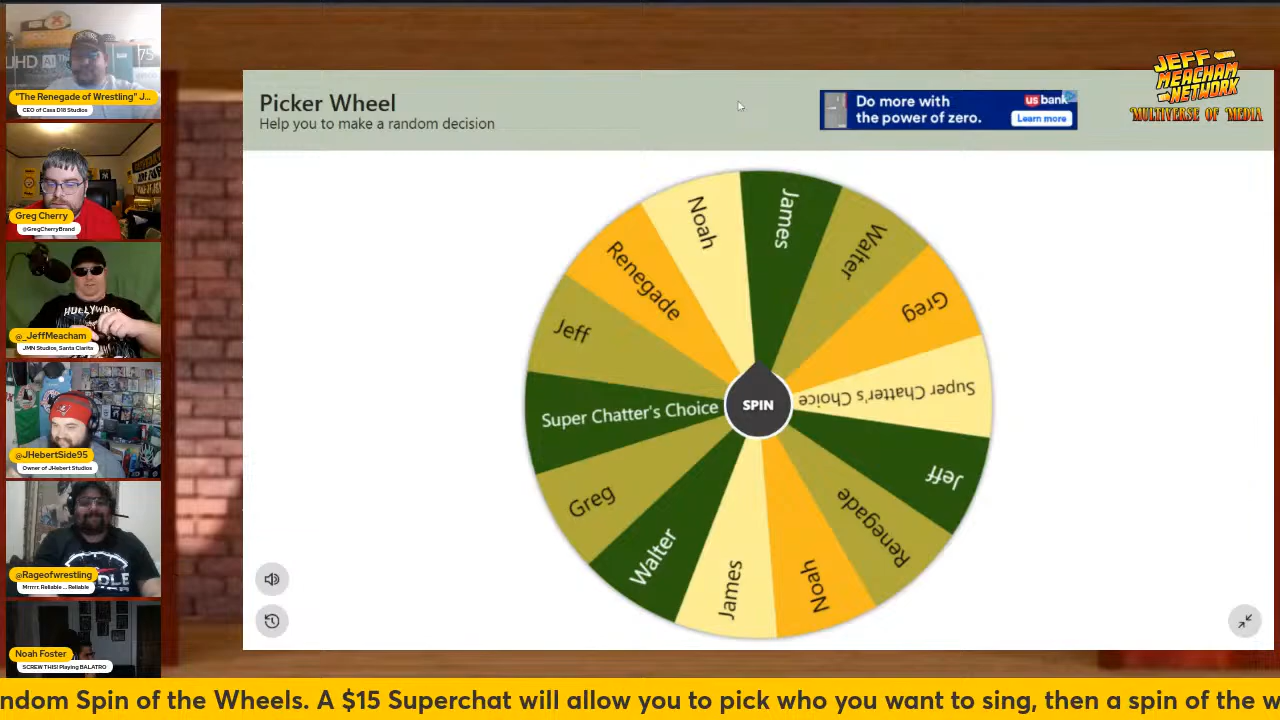 "The Renegade of Wrestling" J...
CEO of Casa D18 Studios
Greg Cherry
@GregCherryBrand
@_JeffMeacham
JMN Studios, Santa Clarita
@JHebertSide95
Owner of JHebert Studios
@Rageofwrestling
Mrrrrr, Reliable ... Reliable
Noah Foster
SCREW THIS! Playing BALATRO
Picker Wheel
Help you to make a random decision
Do more with
the power of zero.
us bank
Learn more
JEFF
MEACHAM
NETWORK
MULTIVERSE OF MEDIA
James
Walter
Greg
Super Chatter's Choice
Jeff
Renegade
Noah
James
Walter
Greg
Super Chatter's Choice
Jeff
Renegade
Noah
SPIN
ndom Spin of the Wheels. A $15 Superchat will allow you to pick who you want to sing, then a spin of the w